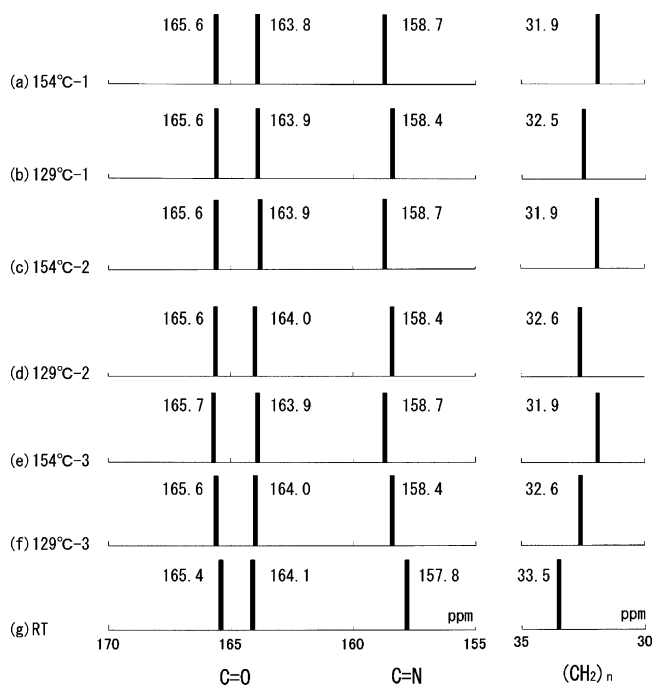 165.6 163.8 158.7 31.9
(a) 154℃-1
165.6 163.9 158.4 32.5
(b) 129℃-1
165.6 163.9 158.7 31.9
(c) 154℃-2
165.6 164.0 158.4 32.6
(d) 129℃-2
165.7 163.9 158.7 31.9
(e) 154℃-3
165.6 164.0 158.4 32.6
(f) 129℃-3
165.4 164.1 157.8 33.5
(g) RT ppm ppm
170 165 160 155 35 30
C=O C=N (CH₂)ₙ